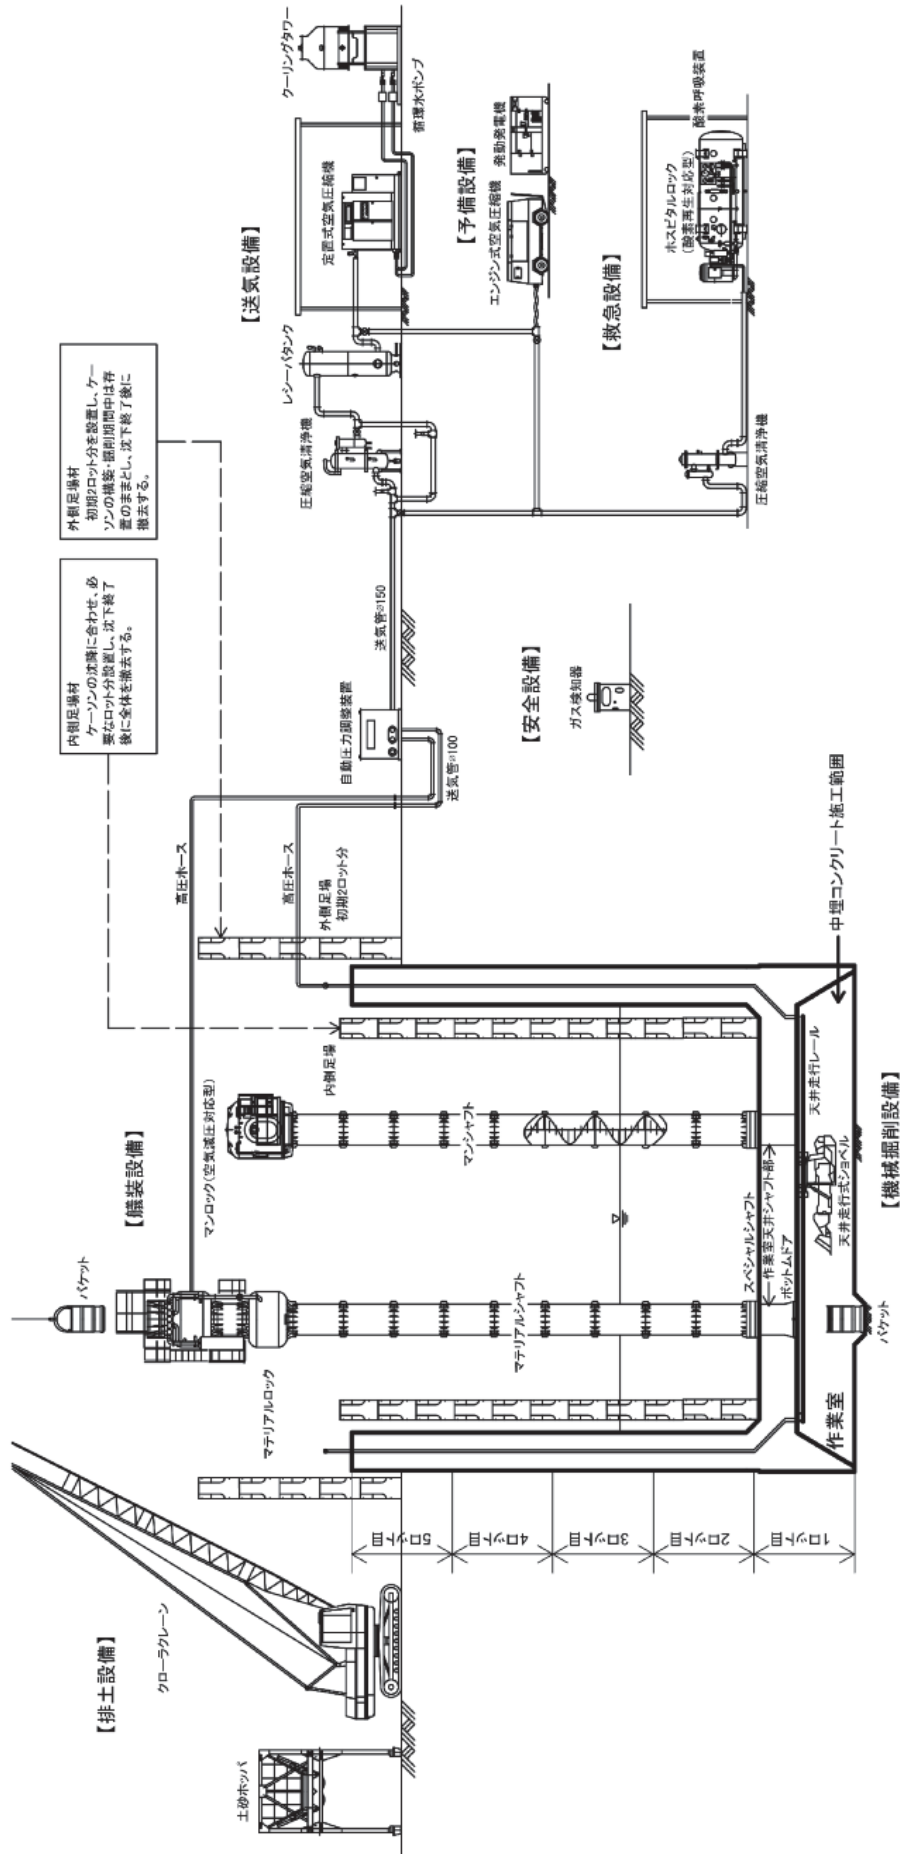 【排土設備】
クローラクレーン
土砂ホッパ
【艤装設備】
バケット
マテリアルロック
マンロック(空気減圧対応型)
高圧ホース
高圧ホース
内側足場材
ケーソンの沈降に合わせ、必
要なロット分設置し、沈下終了
後に全体を撤去する。
外側足場材
初期2ロット分を設置し、ケー
ソンの構築・掘削期間中は存
置のままとし、沈下終了後に
撤去する。
内側足場
外側足場
初期2ロット分
マンシャフト
マテリアルシャフト
スペシャルシャフト
作業室天井シャフト部
ボットムドア
天井走行レール
天井走行式ショベル
作業室
バケット
【機械掘削設備】
中埋コンクリート施工範囲
5ロット目
4ロット目
3ロット目
2ロット目
1ロット目
自動圧力調整装置
送気管⌀100
送気管⌀150
【安全設備】
ガス検知器
【送気設備】
クーリングタワー
循環水ポンプ
定置式空気圧縮機
レシーバタンク
圧縮空気清浄機
【予備設備】
エンジン式空気圧縮機
発動発電機
【救急設備】
ホスピタルロック
(酸素再生対応型)
酸素呼吸装置
圧縮空気清浄機